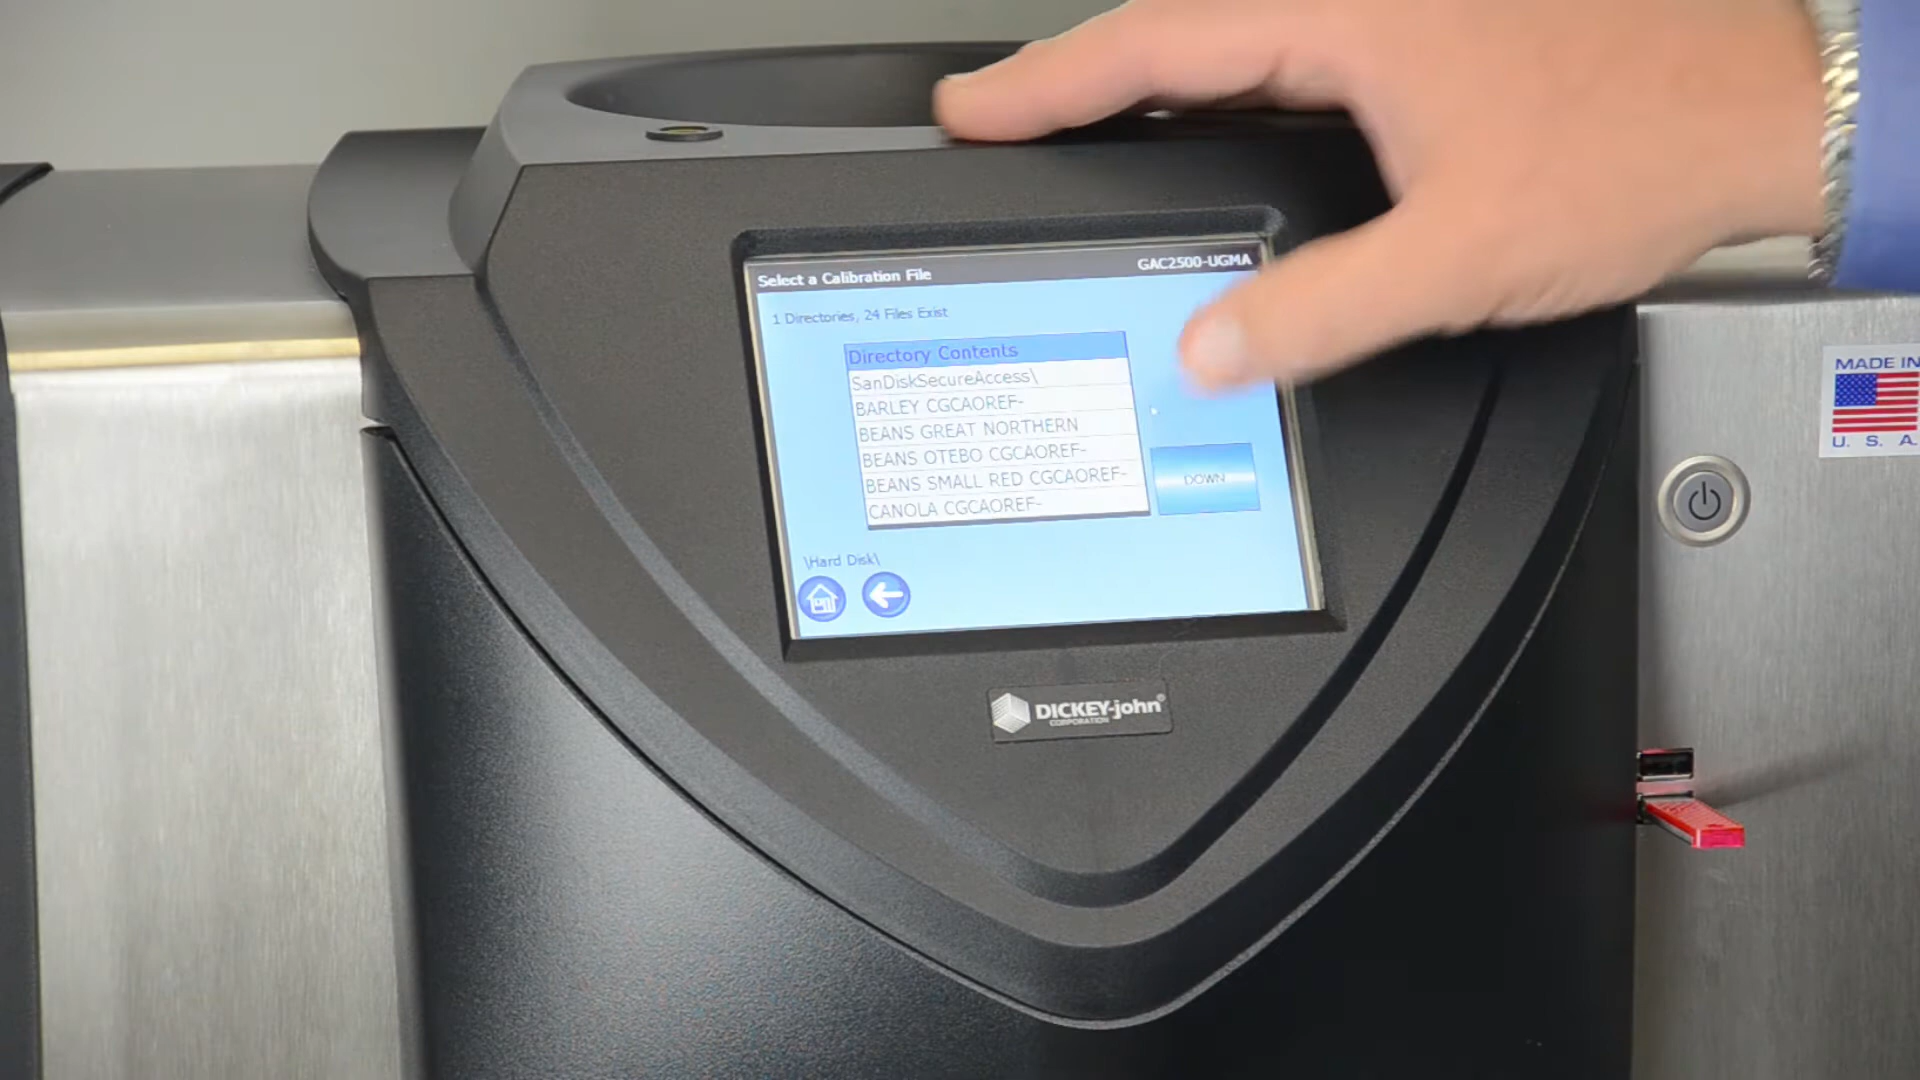 Select a Calibration File
GAC2500-UGMA
1 Directories, 24 Files Exist
Directory Contents
SanDiskSecureAccess\
BARLEY CGCAOREF-
BEANS GREAT NORTHERN
BEANS OTEBO CGCAOREF-
BEANS SMALL RED CGCAOREF-
CANOLA CGCAOREF-
DOWN
\Hard Disk\
DICKEY-john®
CORPORATION
MADE IN
U. S. A.